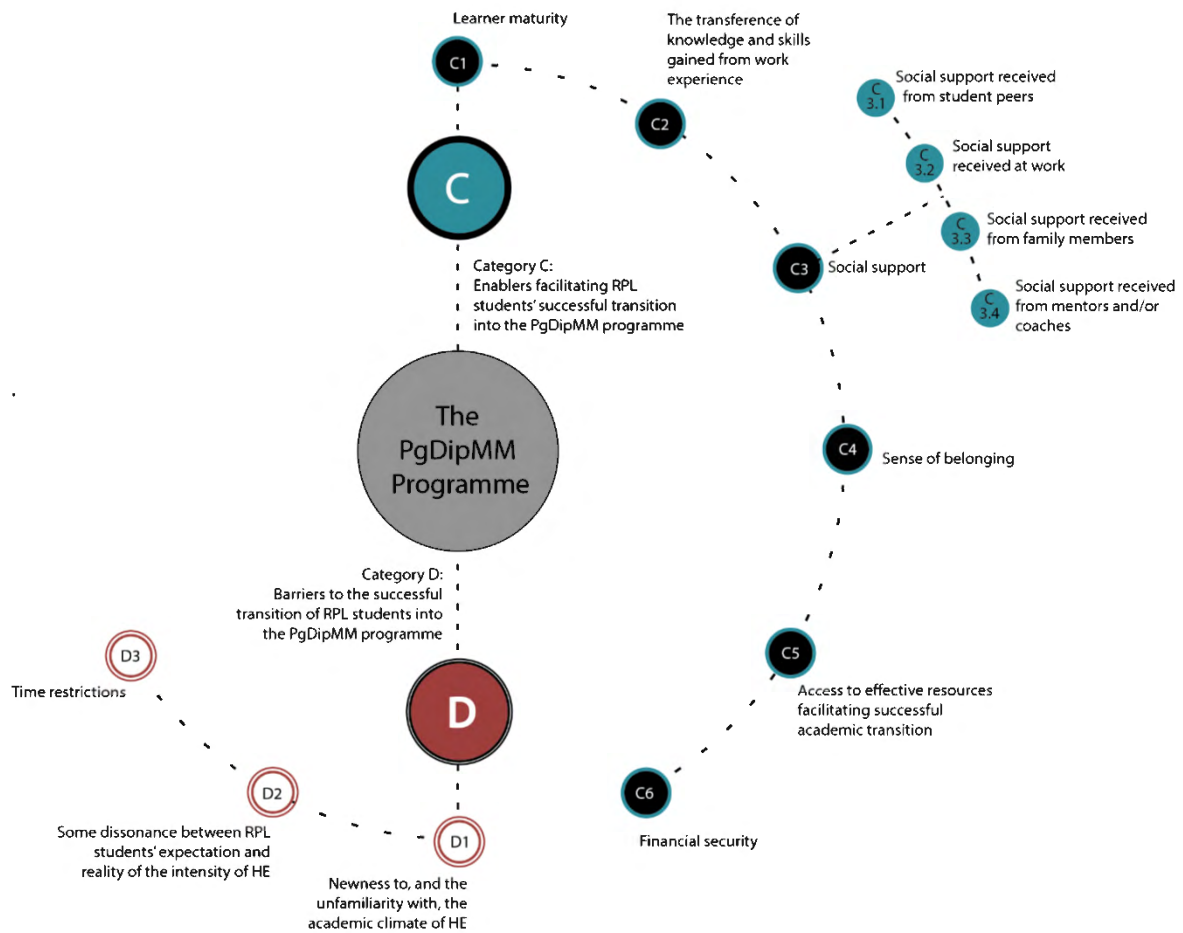 Learner maturity
C1
The transference of
knowledge and skills
gained from work
experience
C2
C
3.1
Social support received
from student peers
C
3.2
Social support
received at work
C
3.3
Social support received
from family members
C
3.4
Social support received
from mentors and/or
coaches
C
C3
Social support
Category C:
Enablers facilitating RPL
students' successful transition
into the PgDipMM programme
The
PgDipMM
Programme
C4
Sense of belonging
Category D:
Barriers to the successful
transition of RPL students into
the PgDipMM programme
D3
Time restrictions
D
C5
Access to effective resources
facilitating successful
academic transition
D2
Some dissonance between RPL
students' expectation and
reality of the intensity of HE
D1
Newness to, and the
unfamiliarity with, the
academic climate of HE
C6
Financial security